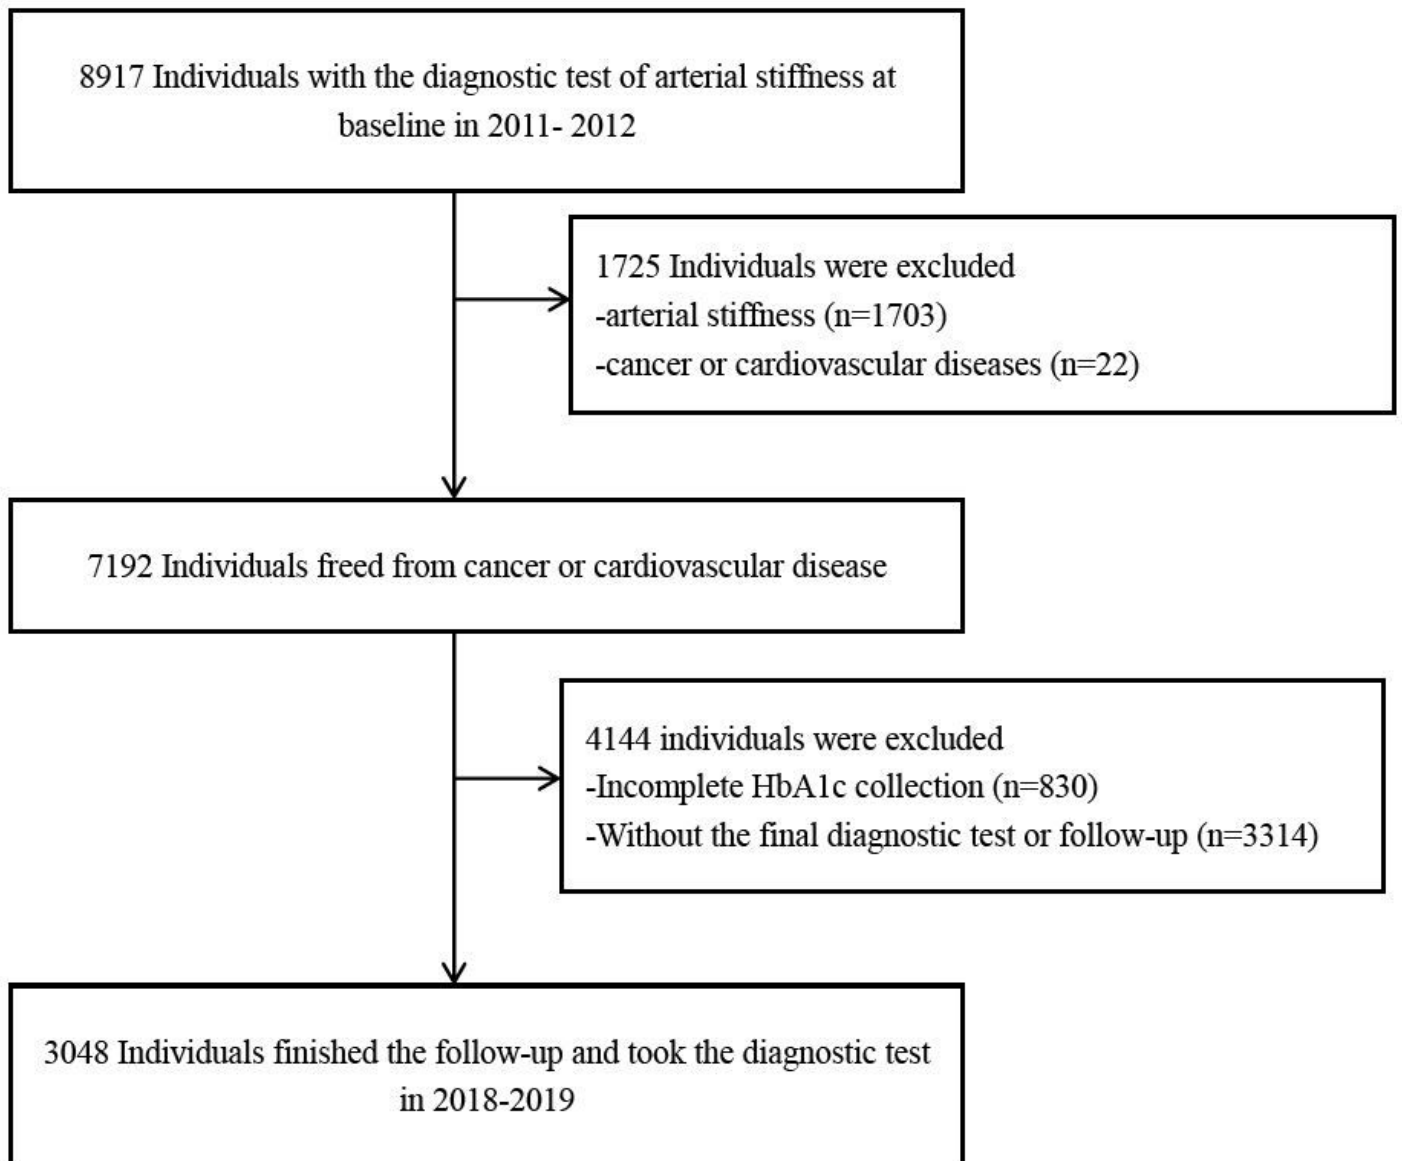 8917 Individuals with the diagnostic test of arterial stiffness at
baseline in 2011- 2012
1725 Individuals were excluded
-arterial stiffness (n=1703)
-cancer or cardiovascular diseases (n=22)
7192 Individuals freed from cancer or cardiovascular disease
4144 individuals were excluded
-Incomplete HbA1c collection (n=830)
-Without the final diagnostic test or follow-up (n=3314)
3048 Individuals finished the follow-up and took the diagnostic test
in 2018-2019